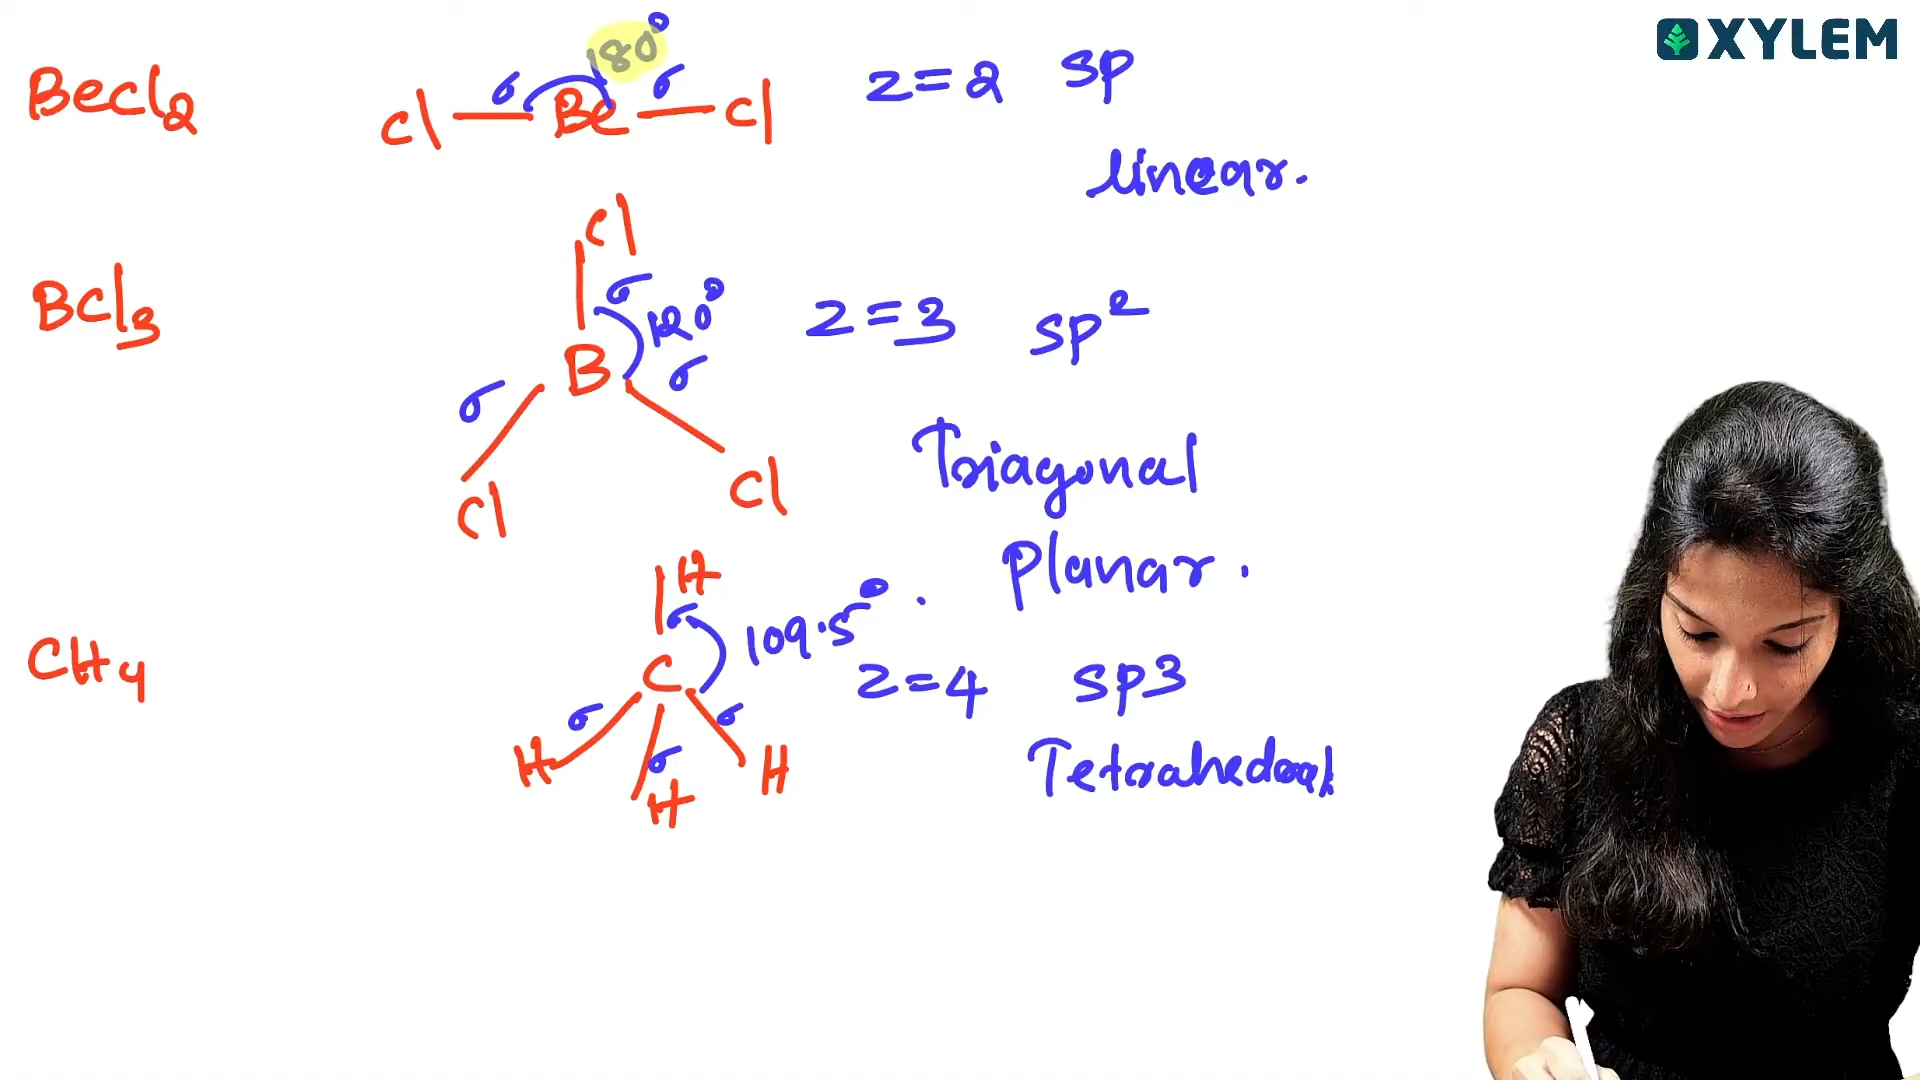 XYLEM
BeCl2
180°
σ σ
Cl — Be — Cl
z=2 sp
linear.
BCl3
Cl
σ
120°
B
σ
σ
Cl
Cl
z=3 sp²
Triagonal
planar.
CH4
H
σ
109.5°
C
σ
σ
σ
H
H
H
z=4 sp3
Tetrahedral